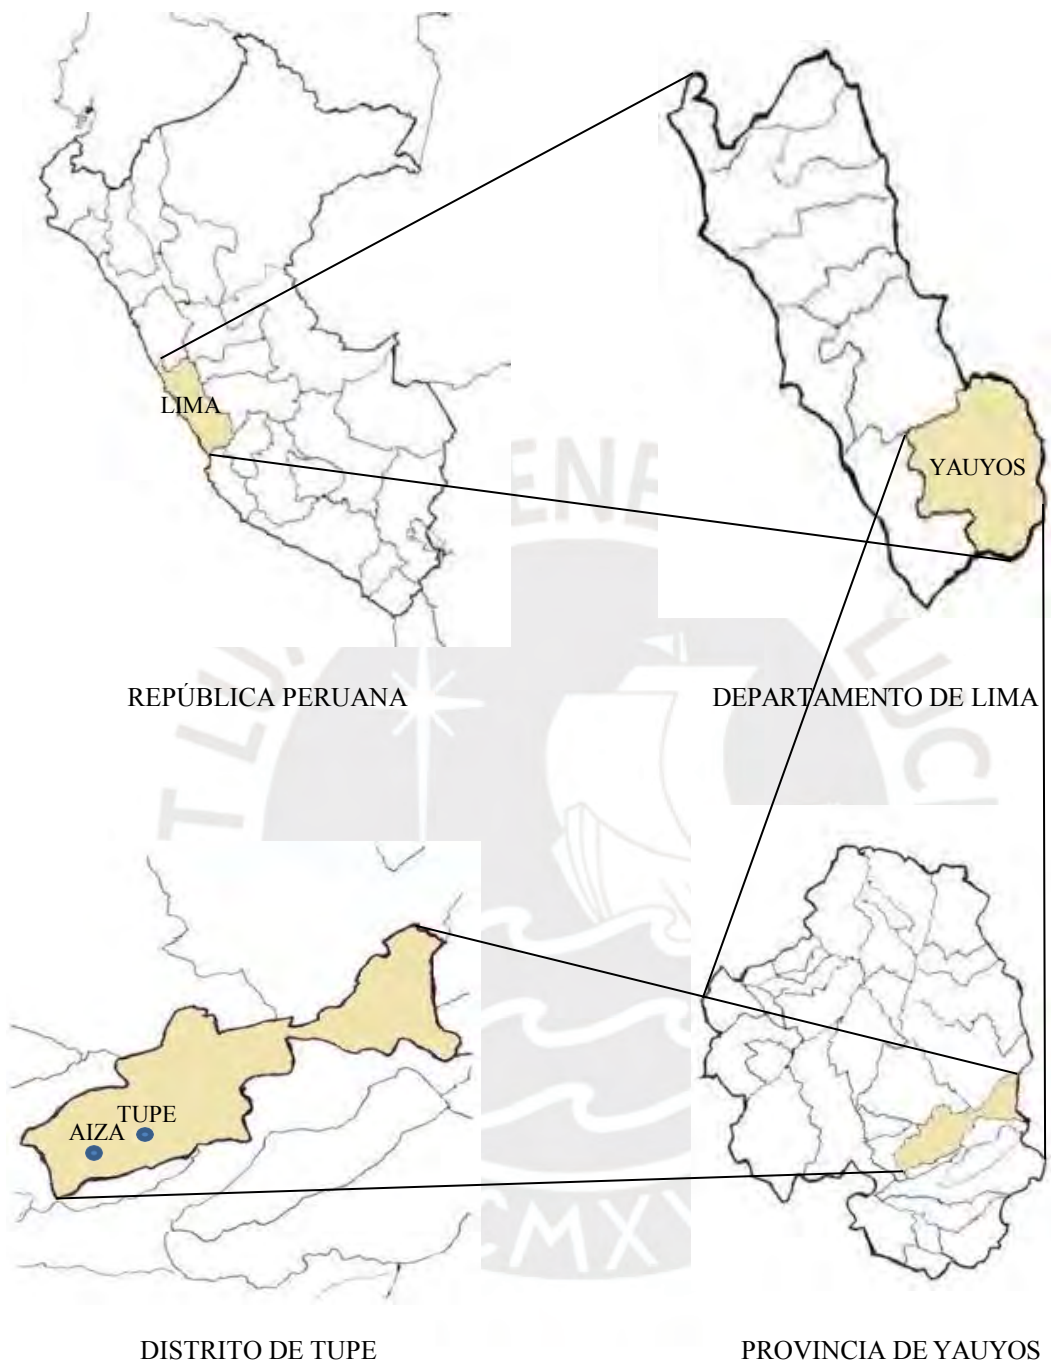 LIMA
YAUYOS
REPÚBLICA PERUANA
DEPARTAMENTO DE LIMA
TUPE
AIZA
DISTRITO DE TUPE
PROVINCIA DE YAUYOS